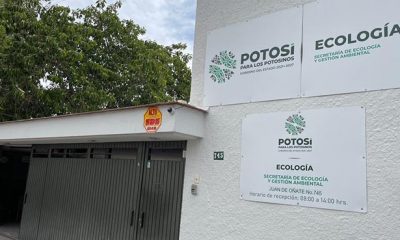 POTOSÍ
PARA LOS POTOSINOS
GOBIERNO DEL ESTADO 2021-2027
ECOLOGÍA
SECRETARÍA DE ECOLOGÍA
Y GESTIÓN AMBIENTAL
POTOSÍ
PARA LOS POTOSINOS
ECOLOGÍA
SECRETARÍA DE ECOLOGÍA
Y GESTIÓN AMBIENTAL
JUAN DE OÑATE No. 745
Horario de recepción: 08:00 a 14:00 hrs.